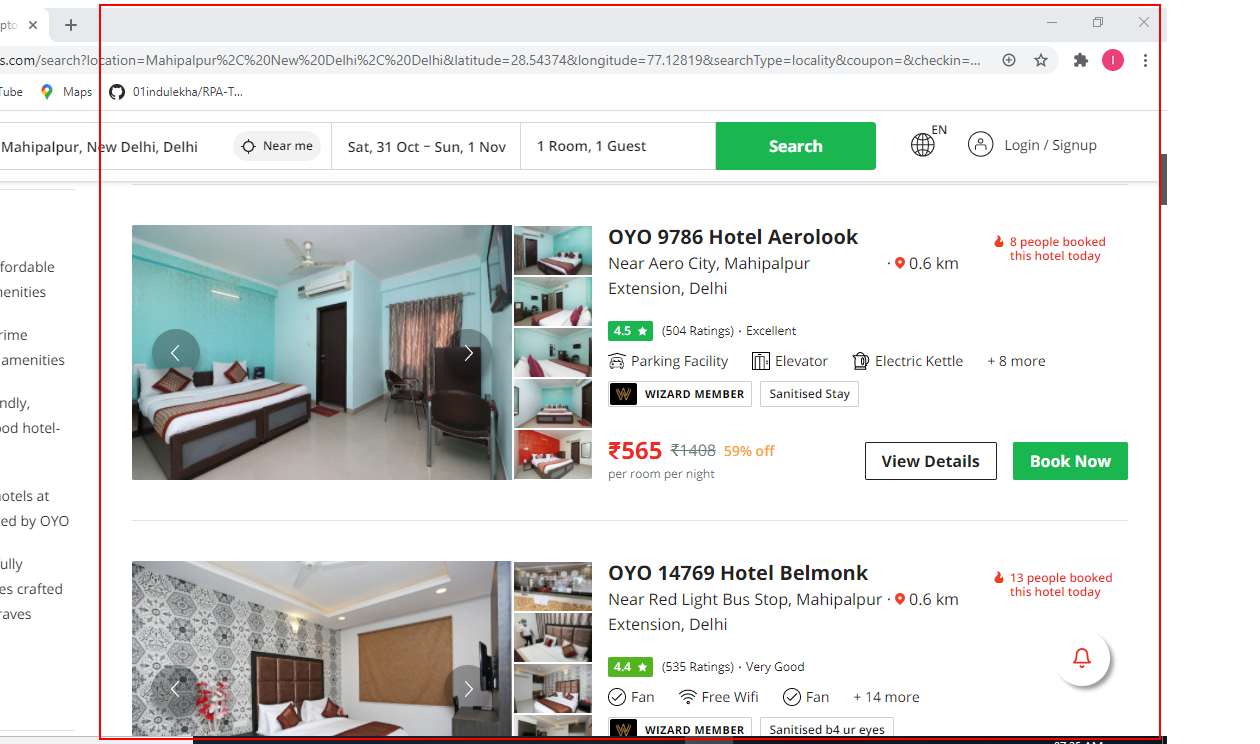 pto
s.com/search?location=Mahipalpur%2C%20New%20Delhi%2C%20Delhi&latitude=28.54374&longitude=77.12819&searchType=locality&coupon=&checkin=...
I
Tube Maps 01indulekha/RPA-T...
Mahipalpur, New Delhi, Delhi Near me Sat, 31 Oct – Sun, 1 Nov 1 Room, 1 Guest Search EN Login / Signup
fordable
menities
rime
amenities
ndly,
ood hotel-
hotels at
ed by OYO
ully
es crafted
raves
OYO 9786 Hotel Aerolook
8 people booked
this hotel today
Near Aero City, Mahipalpur · 0.6 km
Extension, Delhi
4.5 ★ (504 Ratings) · Excellent
Parking Facility Elevator Electric Kettle + 8 more
W WIZARD MEMBER Sanitised Stay
₹565 ₹1408 59% off
per room per night
View Details Book Now
OYO 14769 Hotel Belmonk
13 people booked
this hotel today
Near Red Light Bus Stop, Mahipalpur · 0.6 km
Extension, Delhi
4.4 ★ (535 Ratings) · Very Good
Fan Free Wifi Fan + 14 more
W WIZARD MEMBER Sanitised b4 ur eyes